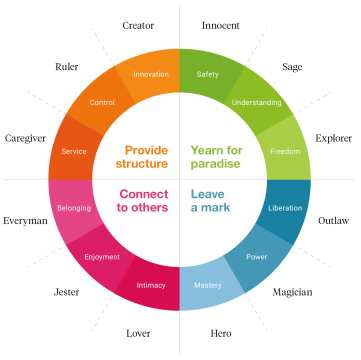 Creator
Innocent
Ruler
Sage
Innovation
Safety
Control
Understanding
Caregiver
Explorer
Service
Freedom
Provide
structure
Yearn for
paradise
Connect
to others
Leave
a mark
Belonging
Liberation
Everyman
Outlaw
Enjoyment
Power
Intimacy
Mastery
Jester
Magician
Lover
Hero